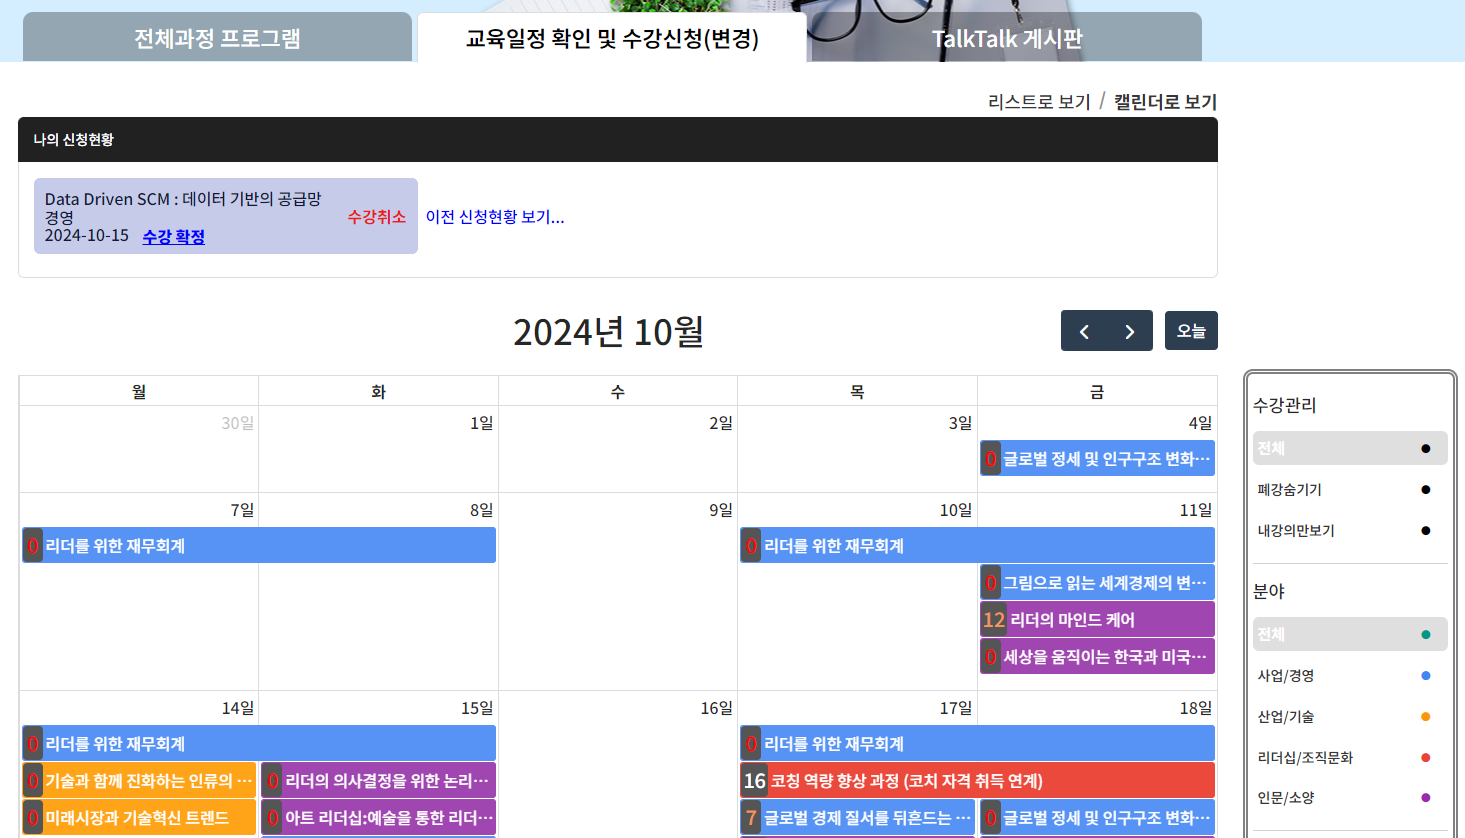 전체과정 프로그램
교육일정 확인 및 수강신청(변경)
TalkTalk 게시판
리스트로 보기 / 캘린더로 보기
나의 신청현황
Data Driven SCM : 데이터 기반의 공급망
경영
2024-10-15 수강 확정
수강취소
이전 신청현황 보기...
2024년 10월
오늘
월 화 수 목 금
30일 1일 2일 3일 4일
0 글로벌 정세 및 인구구조 변화…
7일 8일 9일 10일 11일
0 리더를 위한 재무회계
0 리더를 위한 재무회계
0 그림으로 읽는 세계경제의 변…
12 리더의 마인드 케어
0 세상을 움직이는 한국과 미국…
14일 15일 16일 17일 18일
0 리더를 위한 재무회계
0 리더를 위한 재무회계
0 기술과 함께 진화하는 인류의 …
0 리더의 의사결정을 위한 논리…
16 코칭 역량 향상 과정 (코치 자격 취득 연계)
0 미래시장과 기술혁신 트렌드
0 아트 리더십:예술을 통한 리더…
7 글로벌 경제 질서를 뒤흔드는 …
0 글로벌 정세 및 인구구조 변화…
수강관리
전체
폐강숨기기
내강의만보기
분야
전체
사업/경영
산업/기술
리더십/조직문화
인문/소양